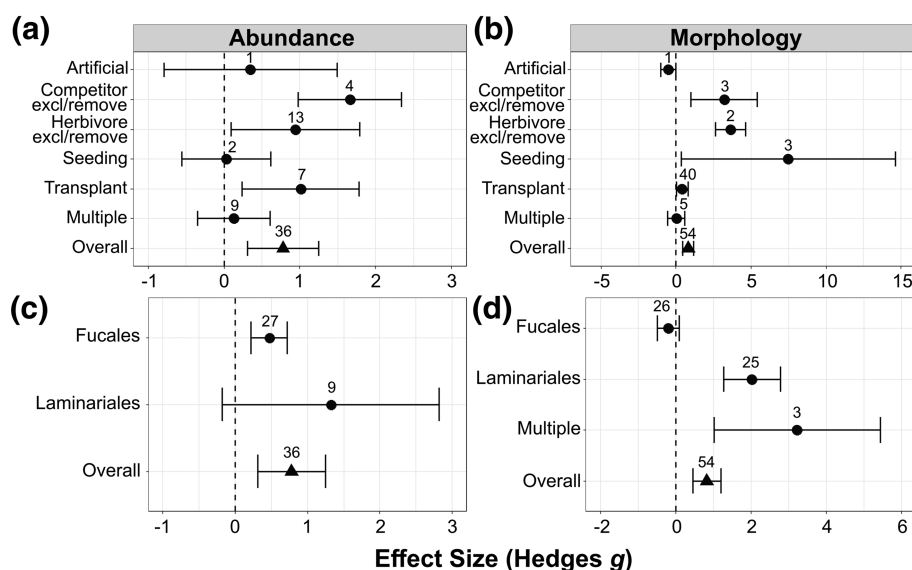 (a)
Abundance
Artificial
Competitor
excl/remove
Herbivore
excl/remove
Seeding
Transplant
Multiple
Overall
1
4
13
2
7
9
36
-1 0 1 2 3
(b)
Morphology
Artificial
Competitor
excl/remove
Herbivore
excl/remove
Seeding
Transplant
Multiple
Overall
1
3
2
3
40
5
54
-5 0 5 10 15
(c)
Fucales
Laminariales
Overall
27
9
36
-1 0 1 2 3
(d)
Fucales
Laminariales
Multiple
Overall
26
25
3
54
-2 0 2 4 6
Effect Size (Hedges g)